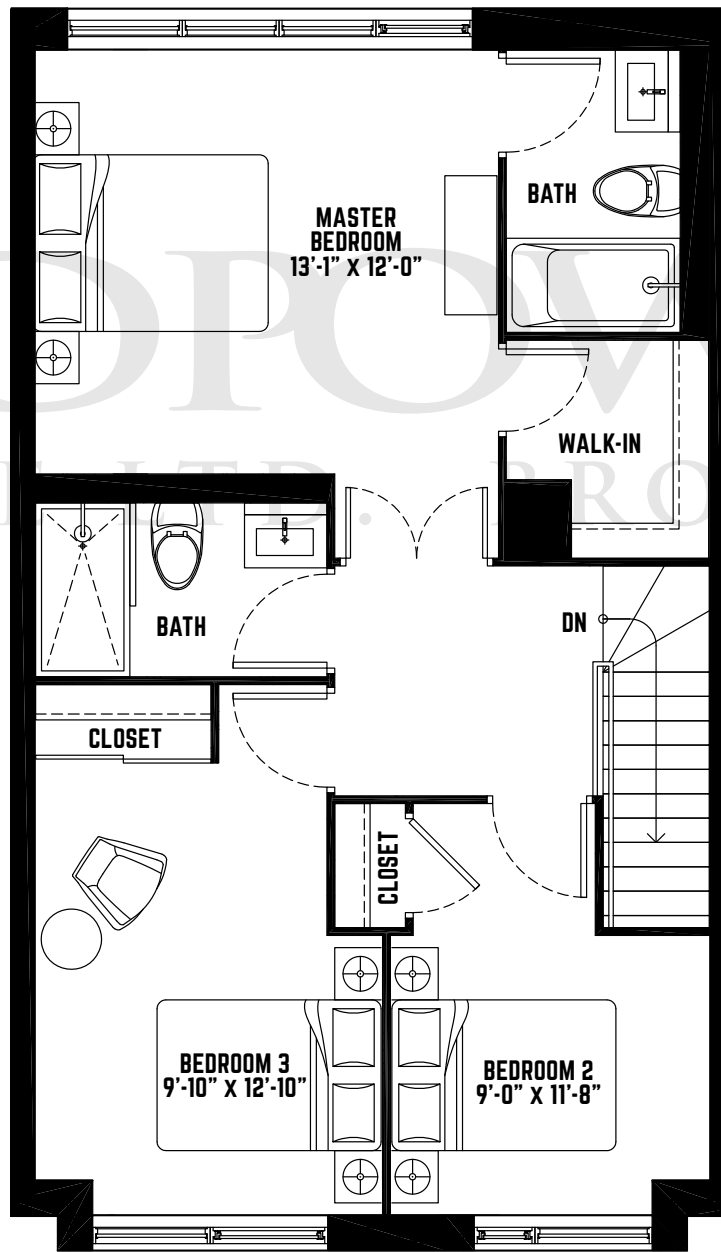 MASTER
BEDROOM
13'-1" X 12'-0"
BATH
WALK-IN
BATH
DN
CLOSET
CLOSET
BEDROOM 3
9'-10" X 12'-10"
BEDROOM 2
9'-0" X 11'-8"
LTD.